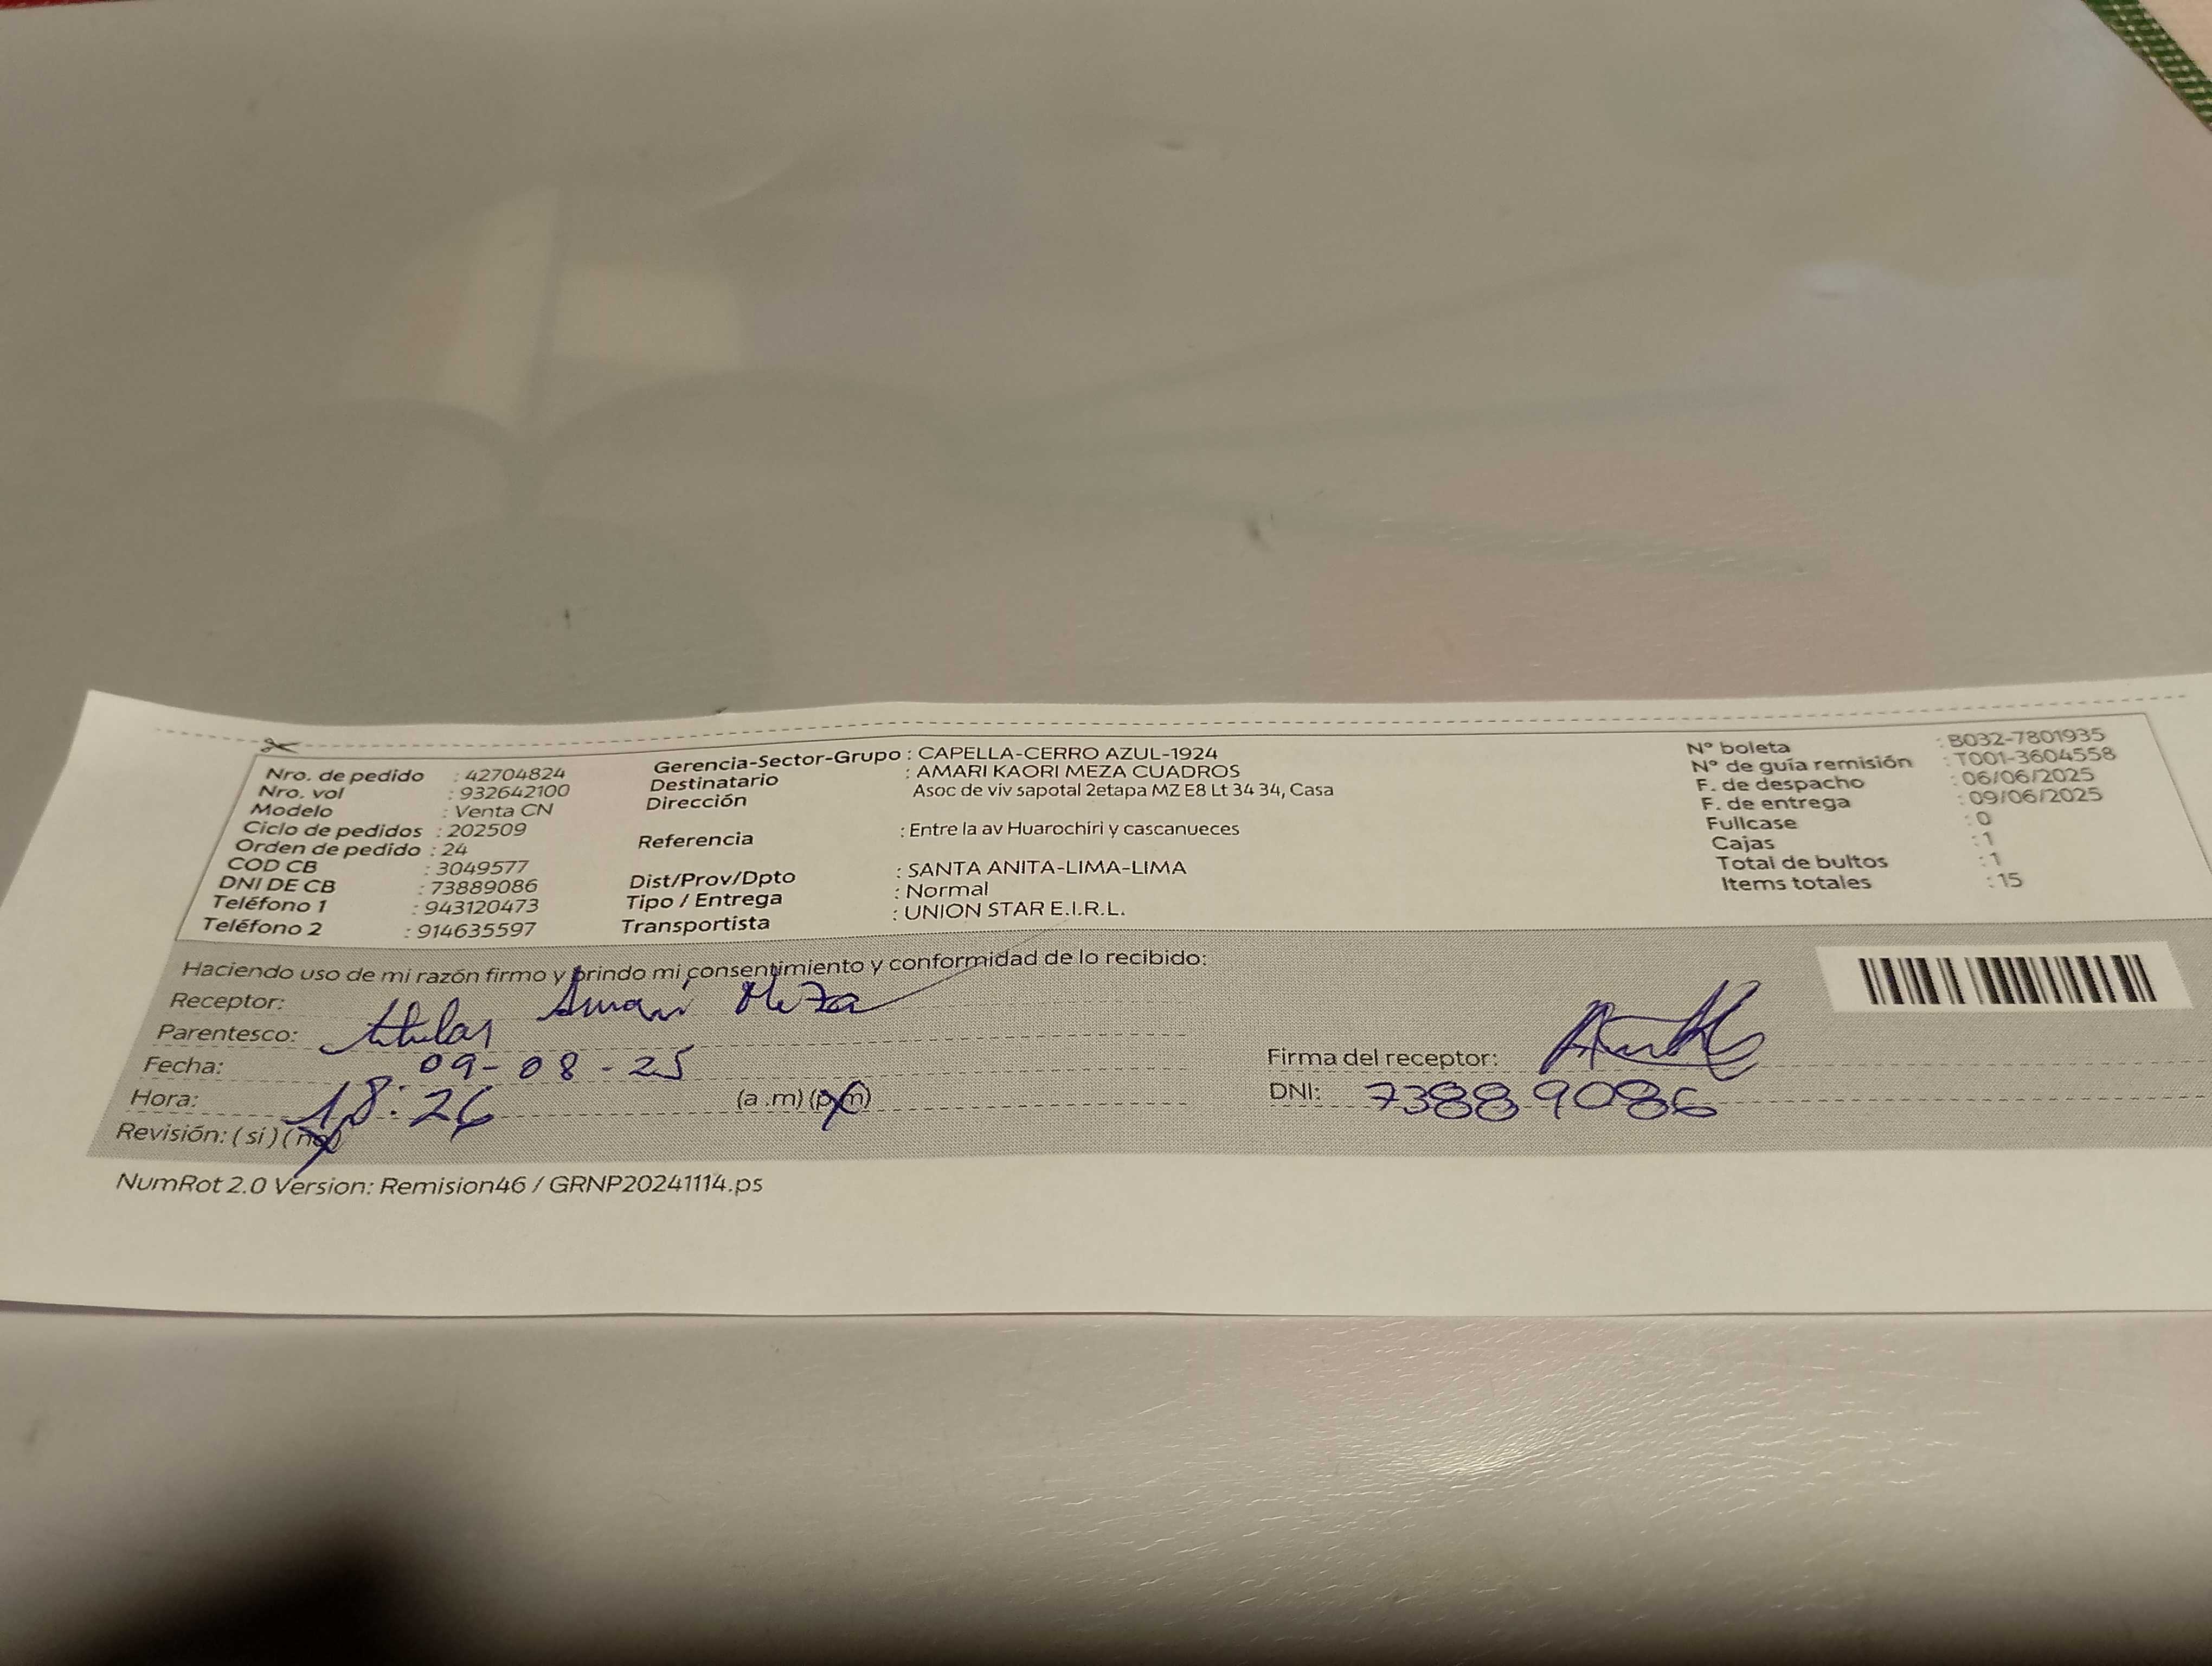 Nro. de pedido : 42704824
Nro. vol : 932642100
Modelo : Venta CN
Ciclo de pedidos : 202509
Orden de pedido : 24
COD CB : 3049577
DNI DE CB : 73889086
Teléfono 1 : 943120473
Teléfono 2 : 914635597
Gerencia-Sector-Grupo : CAPELLA-CERRO AZUL-1924
Destinatario : AMARI KAORI MEZA CUADROS
Dirección Asoc de viv sapotal 2etapa MZ E8 Lt 34 34, Casa
Referencia : Entre la av Huarochiri y cascanueces
Dist/Prov/Dpto : SANTA ANITA-LIMA-LIMA
Tipo / Entrega : Normal
Transportista : UNION STAR E.I.R.L.
N° boleta : B032-7801935
N° de guía remisión : T001-3604558
F. de despacho : 06/06/2025
F. de entrega : 09/06/2025
Fullcase : 0
Cajas : 1
Total de bultos : 1
Items totales : 15
Haciendo uso de mi razón firmo y brindo mi consentimiento y conformidad de lo recibido:
Receptor: Amari Meza
Parentesco: titular
Fecha: 09-08-25
Hora: 18:26 (a .m) (p.m)
Revisión: ( si ) ( no )
Firma del receptor:
DNI: 73889086
NumRot 2.0 Version: Remision46 / GRNP20241114.ps